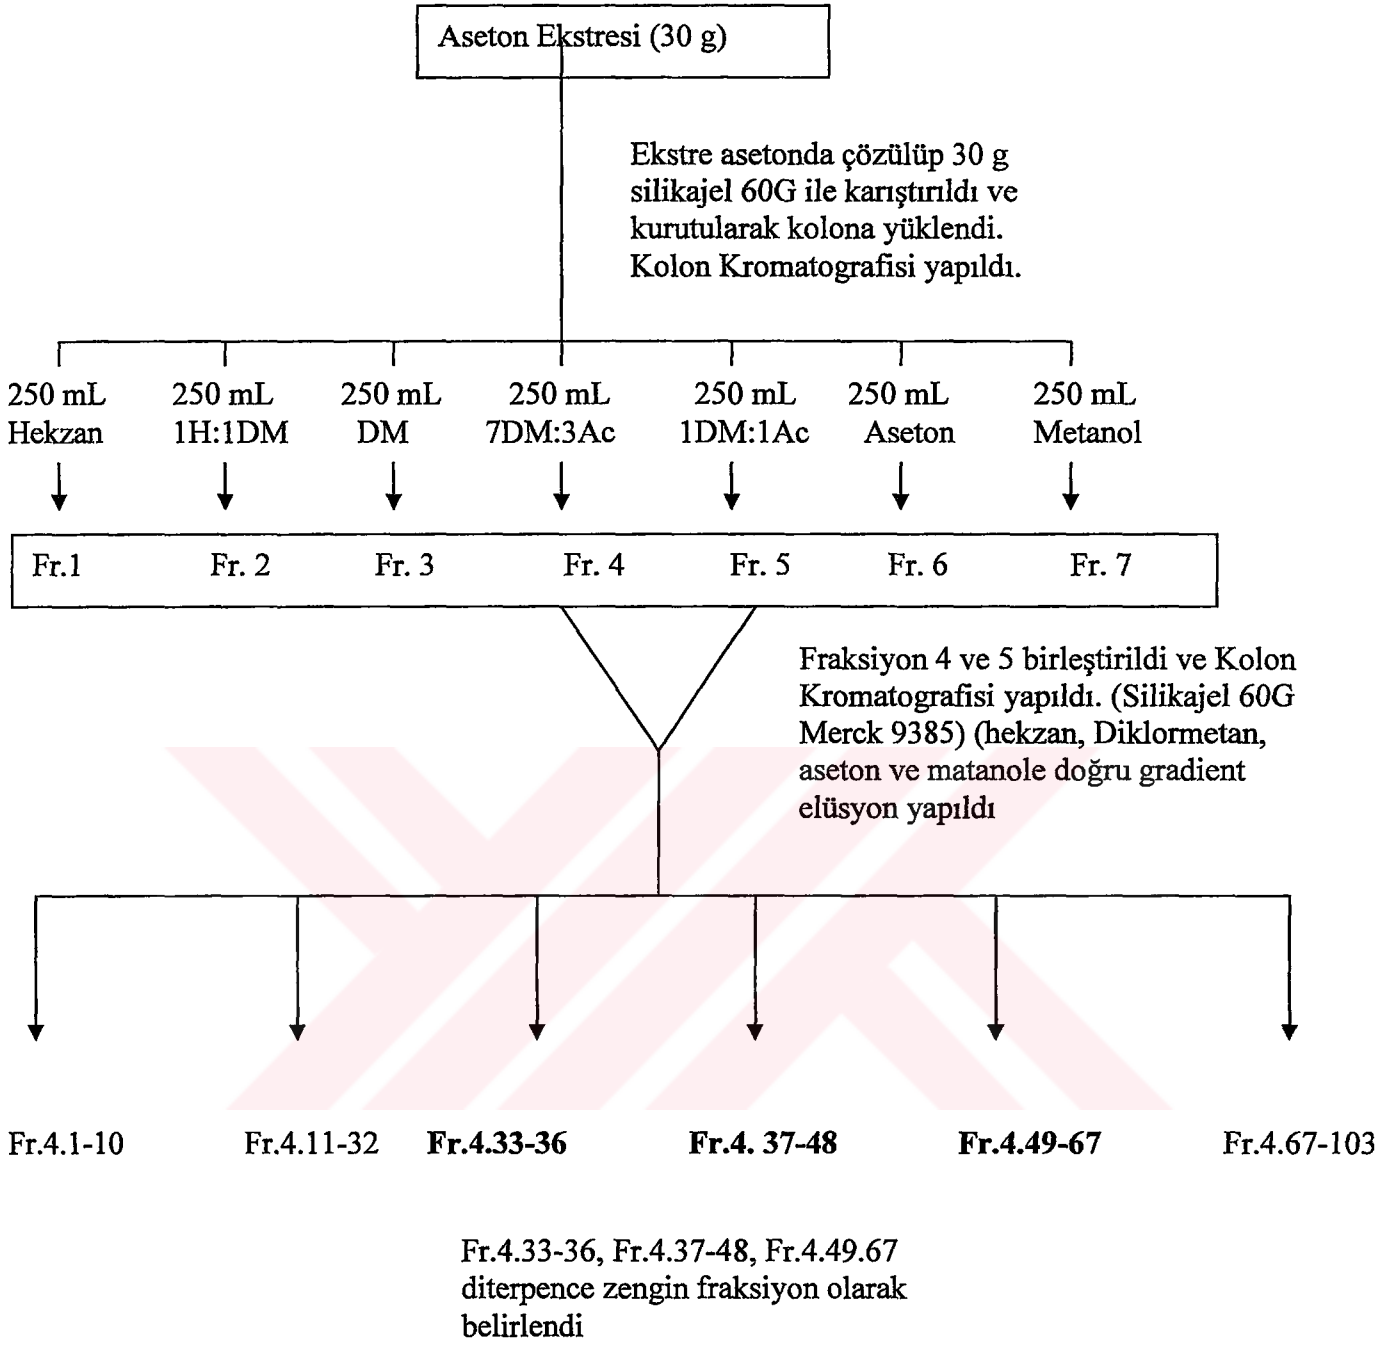 Aseton Ekstresi (30 g)
Ekstre asetonda çözülüp 30 g
silikajel 60G ile karıştırıldı ve
kurutularak kolona yüklendi.
Kolon Kromatografisi yapıldı.
250 mL 250 mL 250 mL 250 mL 250 mL 250 mL 250 mL
Hekzan 1H:1DM DM 7DM:3Ac 1DM:1Ac Aseton Metanol
Fr.1 Fr. 2 Fr. 3 Fr. 4 Fr. 5 Fr. 6 Fr. 7
Fraksiyon 4 ve 5 birleştirildi ve Kolon
Kromatografisi yapıldı. (Silikajel 60G
Merck 9385) (hekzan, Diklormetan,
aseton ve matanole doğru gradient
elüsyon yapıldı
Fr.4.1-10 Fr.4.11-32 Fr.4.33-36 Fr.4. 37-48 Fr.4.49-67 Fr.4.67-103
Fr.4.33-36, Fr.4.37-48, Fr.4.49.67
diterpence zengin fraksiyon olarak
belirlendi